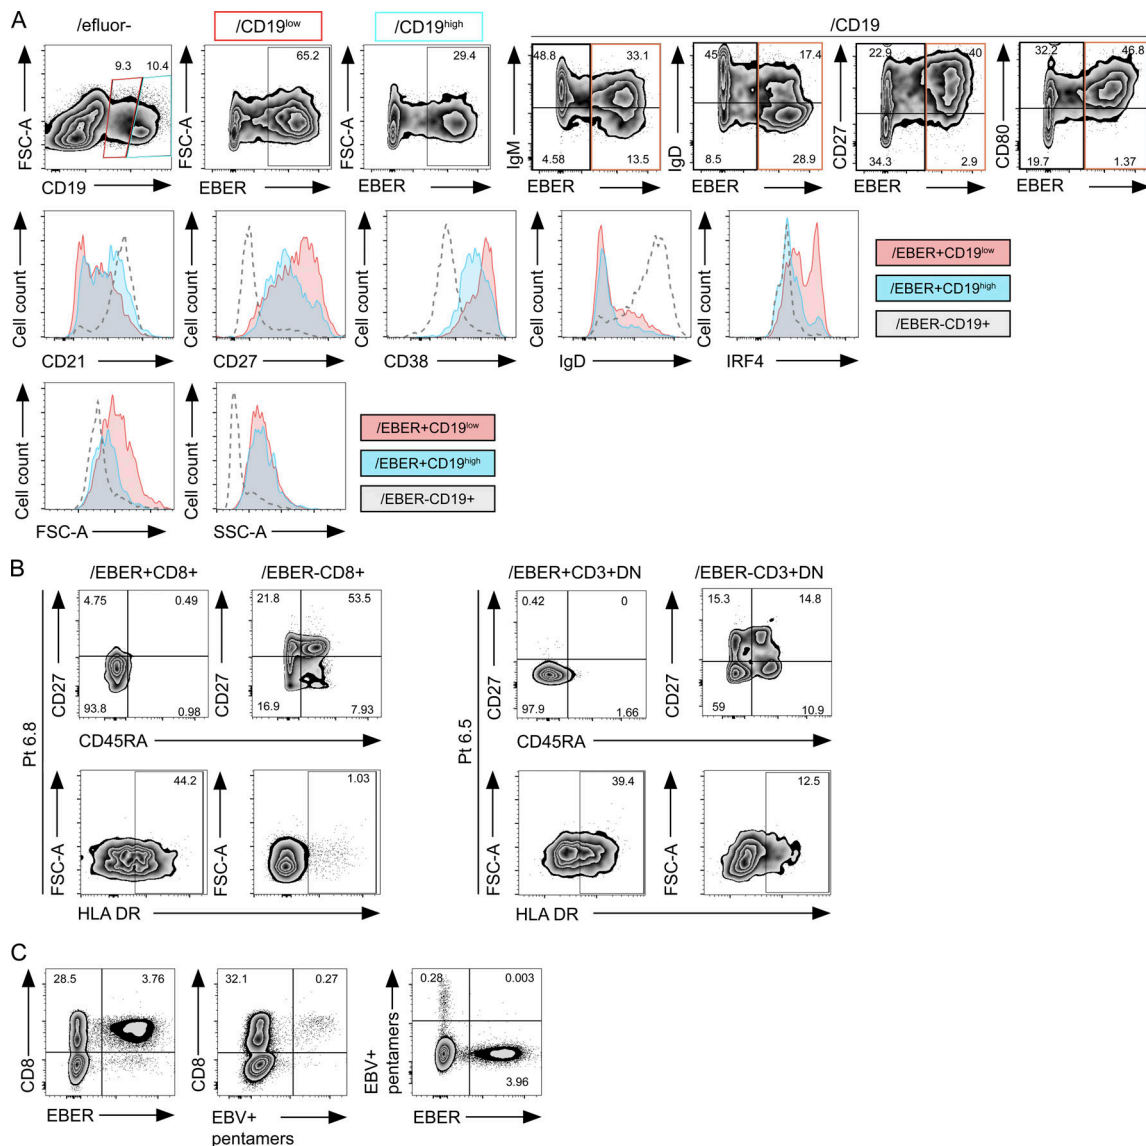 A
/efluor-
/CD19low
/CD19high
/CD19
FSC-A
9.3 10.4
CD19
FSC-A
65.2
EBER
FSC-A
29.4
EBER
IgM
48.8 33.1
4.58 13.5
EBER
IgD
45 17.4
8.5 28.9
EBER
CD27
22.9 40
34.3 2.9
EBER
CD80
32.2 46.8
19.7 1.37
EBER
Cell count
CD21
Cell count
CD27
Cell count
CD38
Cell count
IgD
Cell count
IRF4
/EBER+CD19low
/EBER+CD19high
/EBER-CD19+
Cell count
FSC-A
Cell count
SSC-A
/EBER+CD19low
/EBER+CD19high
/EBER-CD19+
B
Pt 6.8
/EBER+CD8+
/EBER-CD8+
CD27
4.75 0.49
93.8 0.98
CD27
21.8 53.5
16.9 7.93
CD45RA
FSC-A
44.2
FSC-A
1.03
HLA DR
Pt 6.5
/EBER+CD3+DN
/EBER-CD3+DN
CD27
0.42 0
97.9 1.66
CD27
15.3 14.8
59 10.9
CD45RA
FSC-A
39.4
FSC-A
12.5
HLA DR
C
CD8
28.5 3.76
EBER
CD8
32.1 0.27
EBV+
pentamers
EBV+
pentamers
0.28 0.003
3.96
EBER